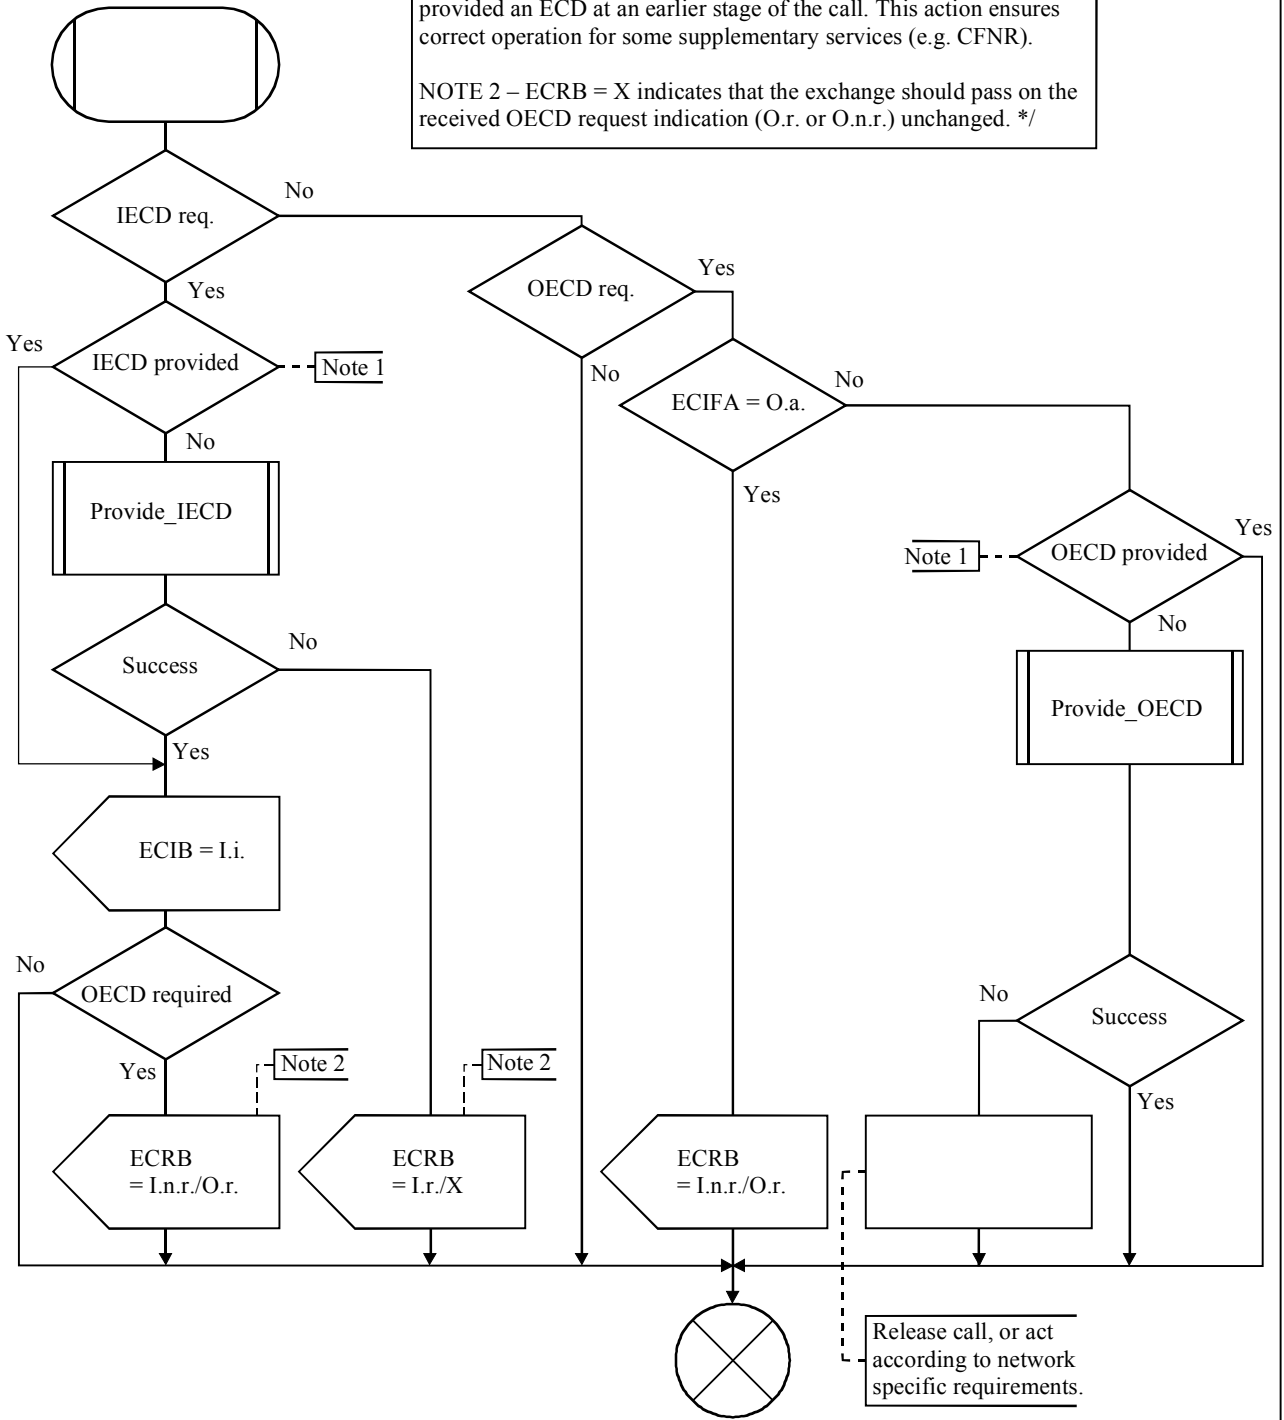 provided an ECD at an earlier stage of the call. This action ensures
correct operation for some supplementary services (e.g. CFNR).
NOTE 2 – ECRB = X indicates that the exchange should pass on the
received OECD request indication (O.r. or O.n.r.) unchanged. */
No
IECD req.
Yes
OECD req.
Yes
Yes
IECD provided
Note 1
No
No
ECIFA = O.a.
No
Yes
Provide_IECD
Note 1
OECD provided
Yes
No
No
Success
Yes
Provide_OECD
ECIB = I.i.
No
OECD required
No
Success
Yes
Note 2
Note 2
Yes
ECRB
= I.n.r./O.r.
ECRB
= I.r./X
ECRB
= I.n.r./O.r.
Release call, or act
according to network
specific requirements.